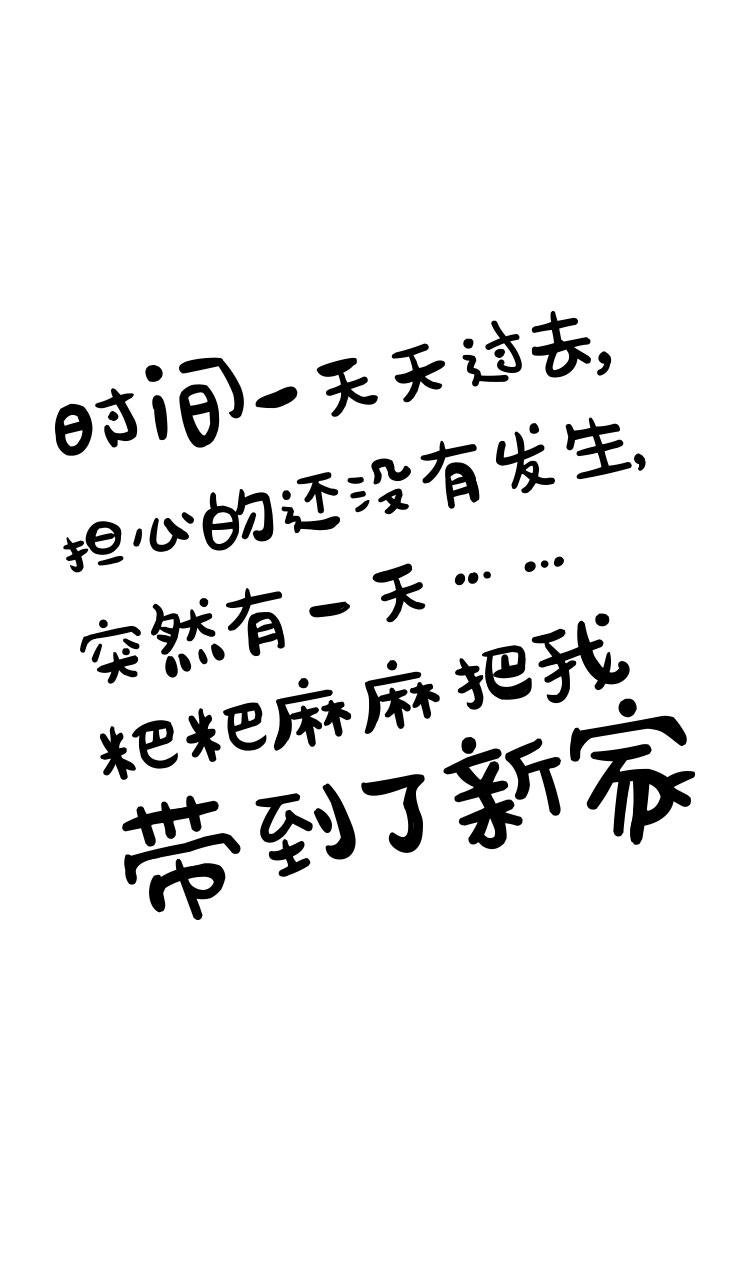 时间一天天过去,
担心的还没有发生,
突然有一天……
粑粑麻麻把我
带到了新家